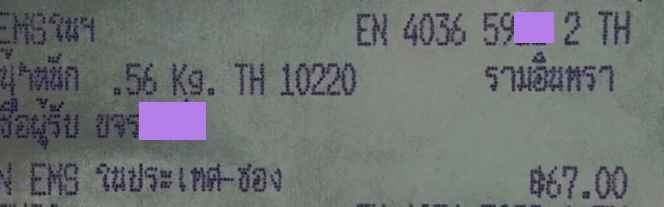 EMSในฯ EN 4036 59 2 TH
น้ำหนัก .56 Kg. TH 10220 รามอินทรา
ชื่อผู้รับ ขจร
N EMS ในประเทศ-ซอง ฿67.00